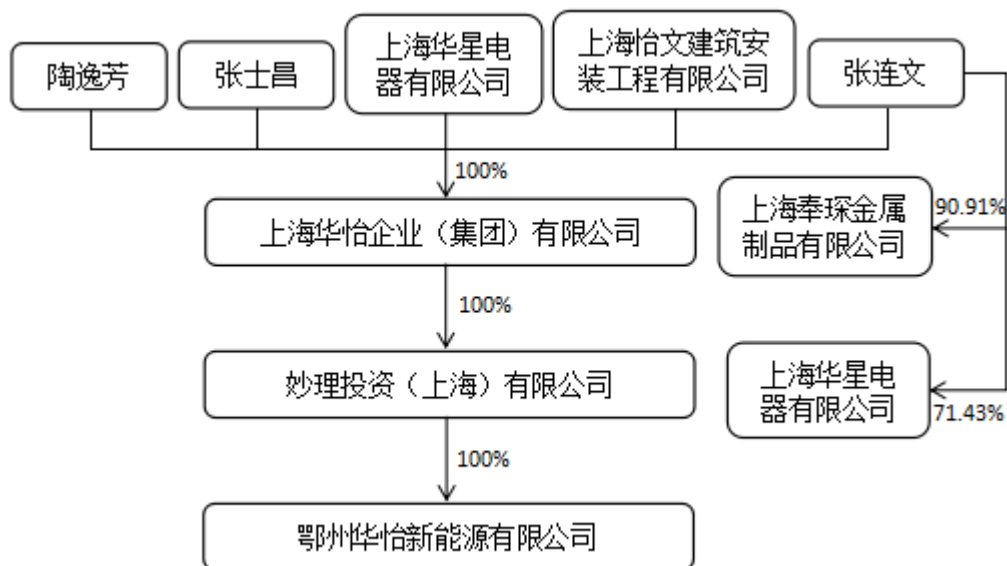 陶逸芳
张士昌
上海华星电
器有限公司
上海怡文建筑安
装工程有限公司
张连文
100%
上海华怡企业（集团）有限公司
上海奉琛金属
制品有限公司
90.91%
100%
妙理投资（上海）有限公司
上海华星电
器有限公司
71.43%
100%
鄂州华怡新能源有限公司